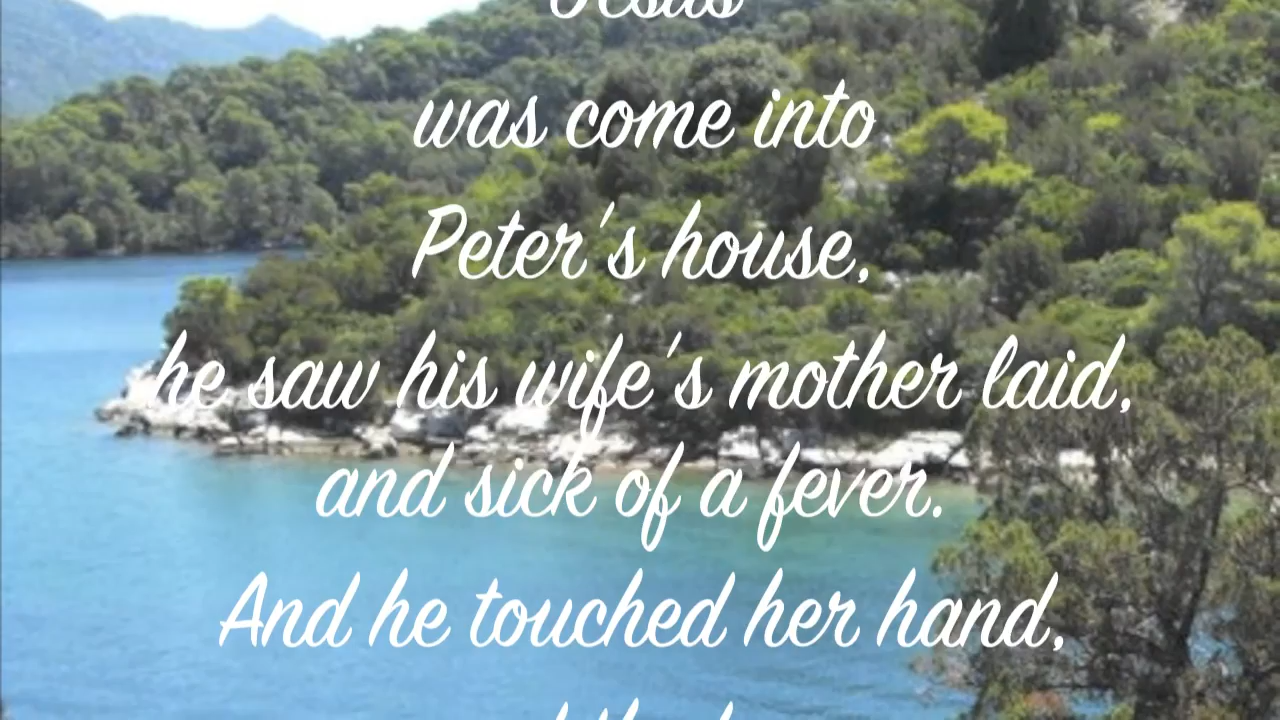 Jesus
was come into
Peter's house,
he saw his wife's mother laid,
and sick of a fever.
And he touched her hand,